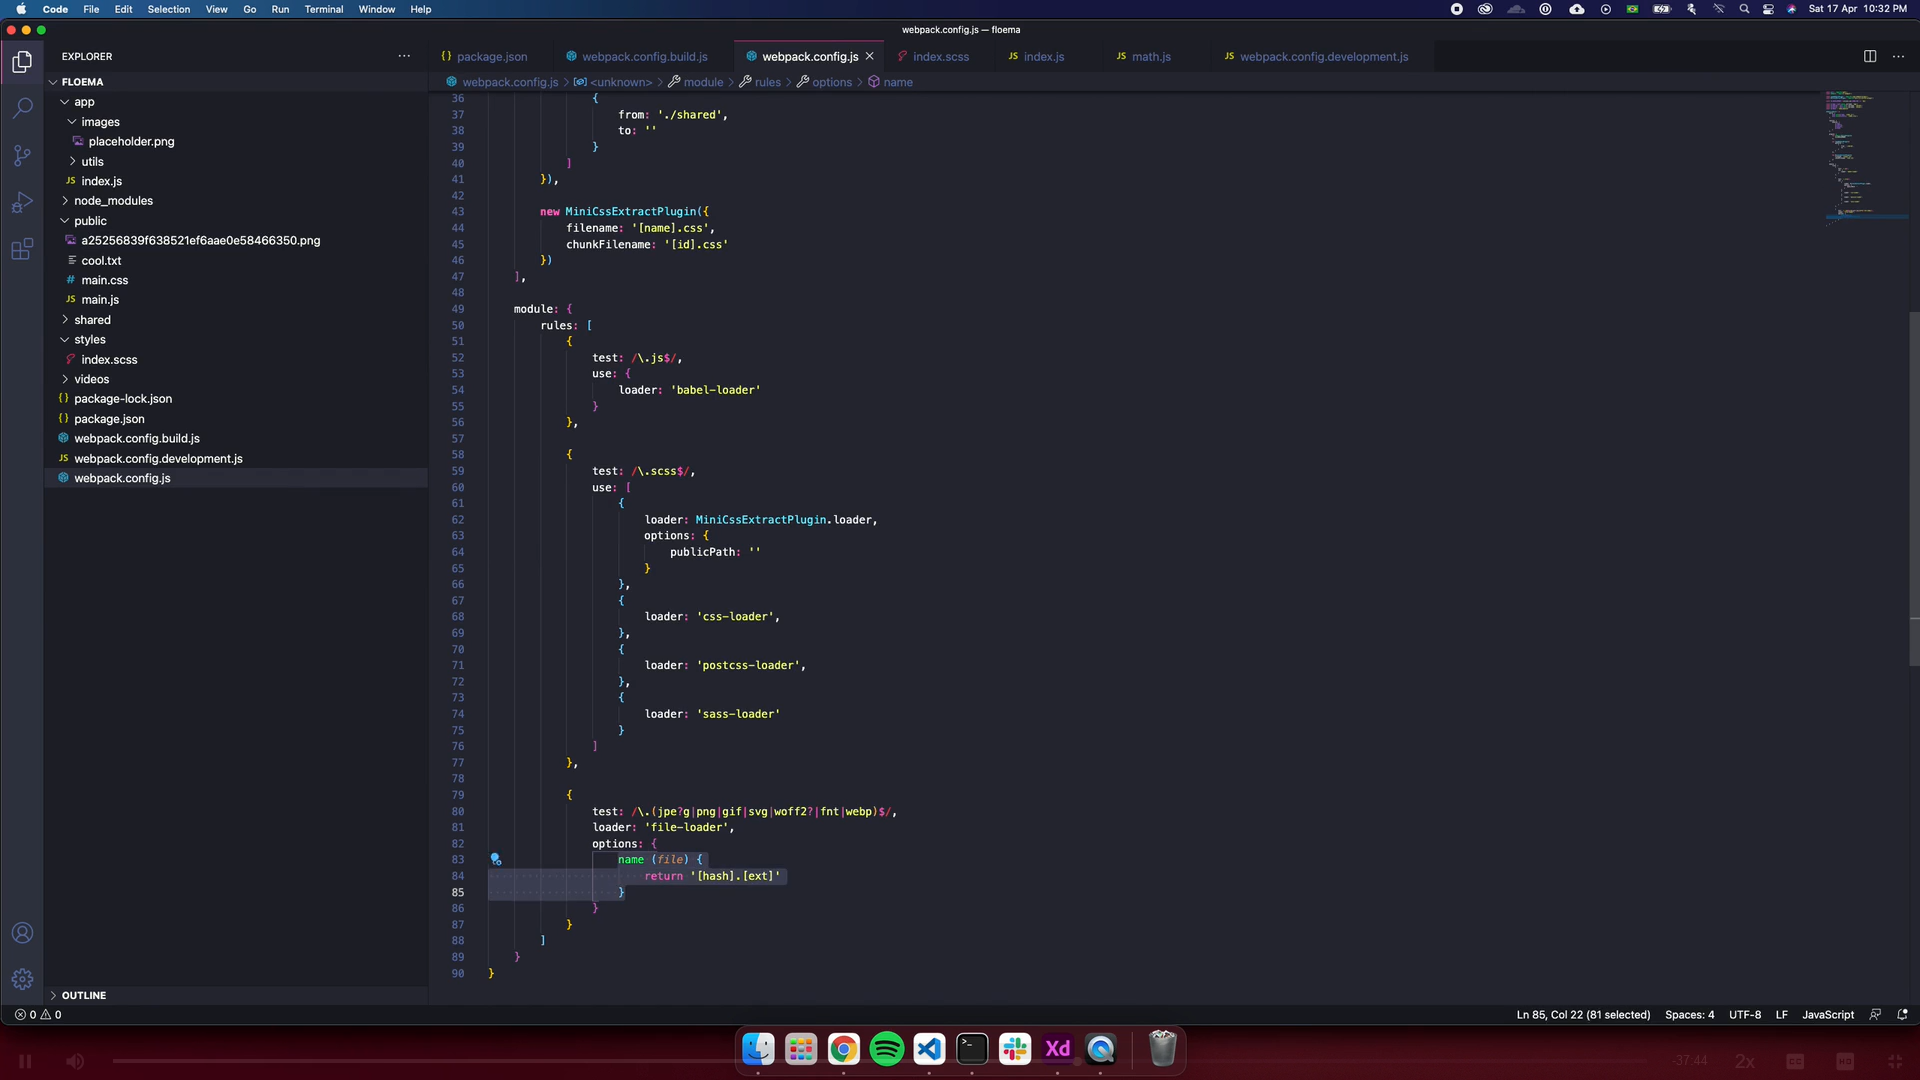 Code File Edit Selection View Go Run Terminal Window Help
Sat 17 Apr 10:32 PM
webpack.config.js — floema
EXPLORER
FLOEMA
app
images
placeholder.png
utils
JS index.js
node_modules
public
a25256839f638521ef6aae0e58466350.png
cool.txt
# main.css
JS main.js
shared
styles
index.scss
videos
{} package-lock.json
{} package.json
webpack.config.build.js
JS webpack.config.development.js
webpack.config.js
OUTLINE
{} package.json
webpack.config.build.js
webpack.config.js
index.scss
JS index.js
JS math.js
JS webpack.config.development.js
webpack.config.js > <unknown> > module > rules > options > name
36 {
37 from: './shared',
38 to: ''
39 }
40 ]
41 }),
42
43 new MiniCssExtractPlugin({
44 filename: '[name].css',
45 chunkFilename: '[id].css'
46 })
47 ],
48
49 module: {
50 rules: [
51 {
52 test: /\.js$/,
53 use: {
54 loader: 'babel-loader'
55 }
56 },
57
58 {
59 test: /\.scss$/,
60 use: [
61 {
62 loader: MiniCssExtractPlugin.loader,
63 options: {
64 publicPath: ''
65 }
66 },
67 {
68 loader: 'css-loader',
69 },
70 {
71 loader: 'postcss-loader',
72 },
73 {
74 loader: 'sass-loader'
75 }
76 ]
77 },
78
79 {
80 test: /\.(jpe?g|png|gif|svg|woff2?|fnt|webp)$/,
81 loader: 'file-loader',
82 options: {
83 name (file) {
84 return '[hash].[ext]'
85 }
86 }
87 }
88 ]
89 }
90 }
0 0
Ln 85, Col 22 (81 selected) Spaces: 4 UTF-8 LF JavaScript
Xd
-37:44 2x CC HD